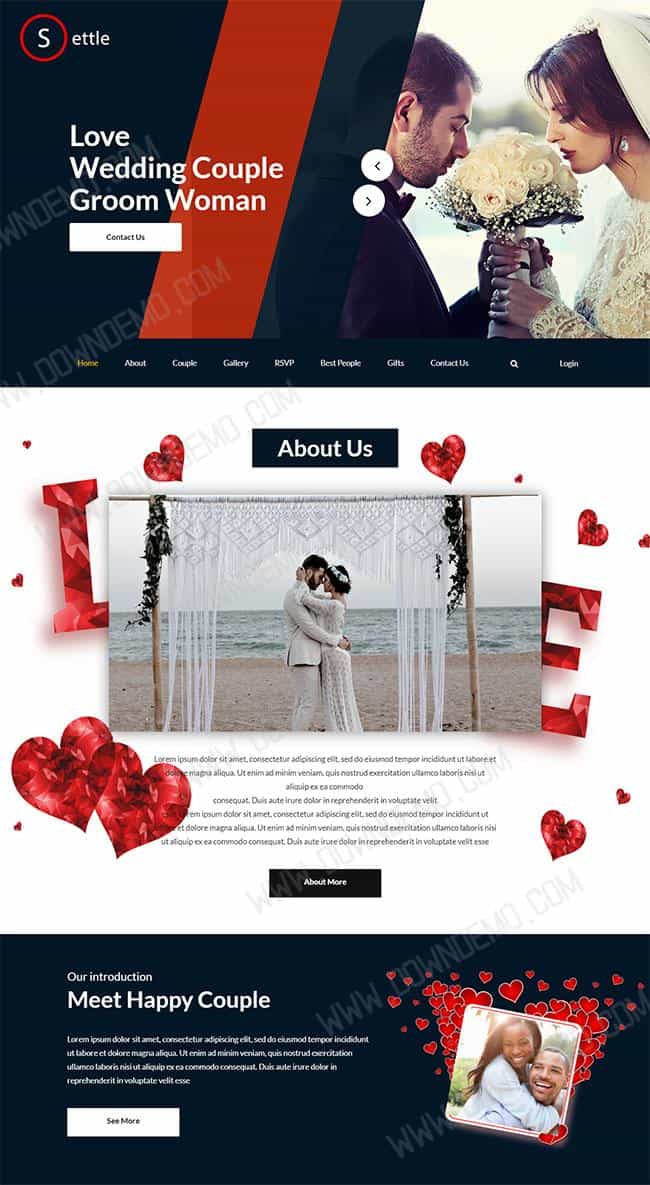 S ettle
Love
Wedding Couple
Groom Woman
Contact Us
Home About Couple Gallery RSVP Best People Gifts Contact Us Login
About Us
L E
Lorem ipsum dolor sit amet, consectetur adipiscing elit, sed do eiusmod tempor incididunt ut labore et
dolore magna aliqua. Ut enim ad minim veniam, quis nostrud exercitation ullamco laboris nisi ut
aliquip ex ea commodo
consequat. Duis aute irure dolor in reprehenderit in voluptate velit
dolor sit amet, consectetur adipiscing elit, sed do eiusmod tempor incididunt ut
labore et dolore magna aliqua. Ut enim ad minim veniam, quis nostrud exercitation ullamco laboris nisi
ut aliquip ex ea commodo consequat. Duis aute irure dolor in reprehenderit in voluptate velit esse
About More
Our introduction
Meet Happy Couple
Lorem ipsum dolor sit amet, consectetur adipiscing elit, sed do eiusmod tempor incididunt
ut labore et dolore magna aliqua. Ut enim ad minim veniam, quis nostrud exercitation
ullamco laboris nisi ut aliquip ex ea commodo consequat. Duis aute irure dolor in
reprehenderit in voluptate velit esse
See More
WWW.DOWNDEMO.COM